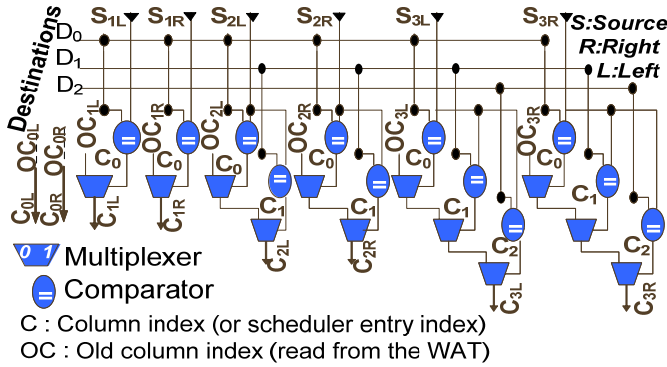 S1L S1R S2L S2R S3L S3R
S:Source
R:Right
L:Left
Destinations
D0
D1
D2
OC0L OC0R OC1L OC1R OC2L OC2R OC3L OC3R
= = = = = =
C0 C0 C0 C0 C0 C0
= = = =
C1 C1 C1 C1
= =
C2 C2
C0L C0R C1L C1R C2L C2R C3L C3R
0 1 Multiplexer
= Comparator
C : Column index (or scheduler entry index)
OC : Old column index (read from the WAT)